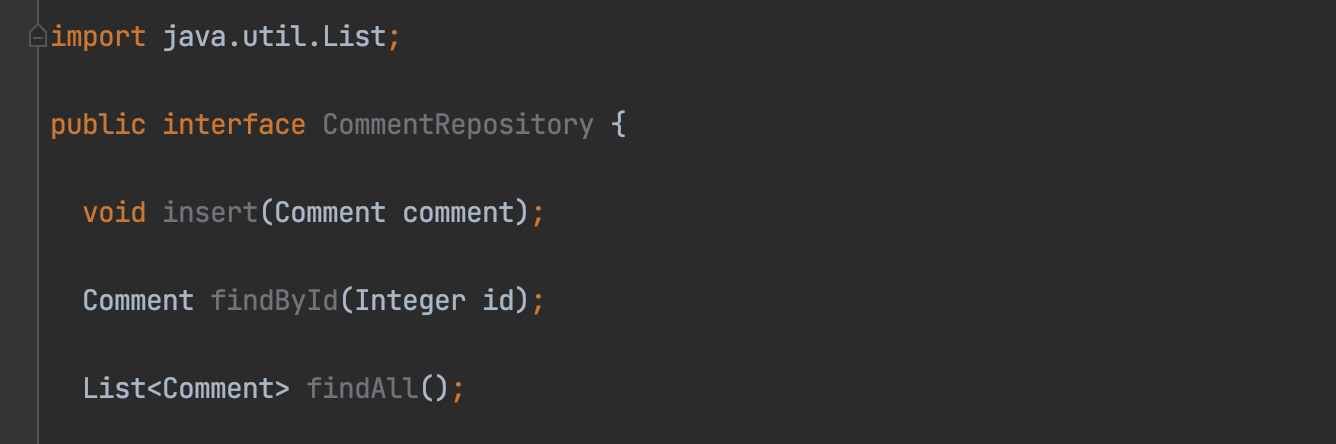 import java.util.List;
public interface CommentRepository {
void insert(Comment comment);
Comment findById(Integer id);
List<Comment> findAll();